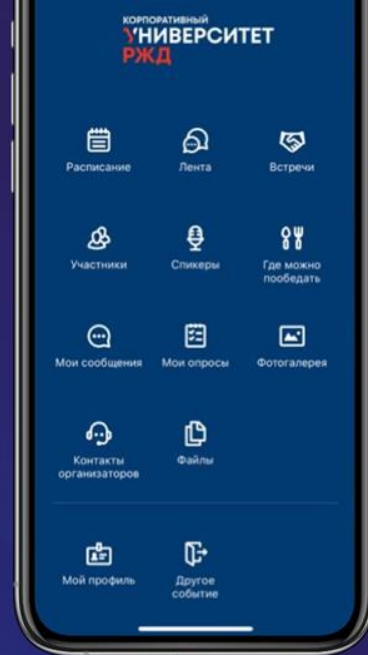 КОРПОРАТИВНЫЙ
УНИВЕРСИТЕТ
РЖД
Расписание
Лента
Встречи
Участники
Спикеры
Где можно
пообедать
Мои сообщения
Мои опросы
Фотогалерея
Контакты
организаторов
Файлы
Мой профиль
Другое
событие